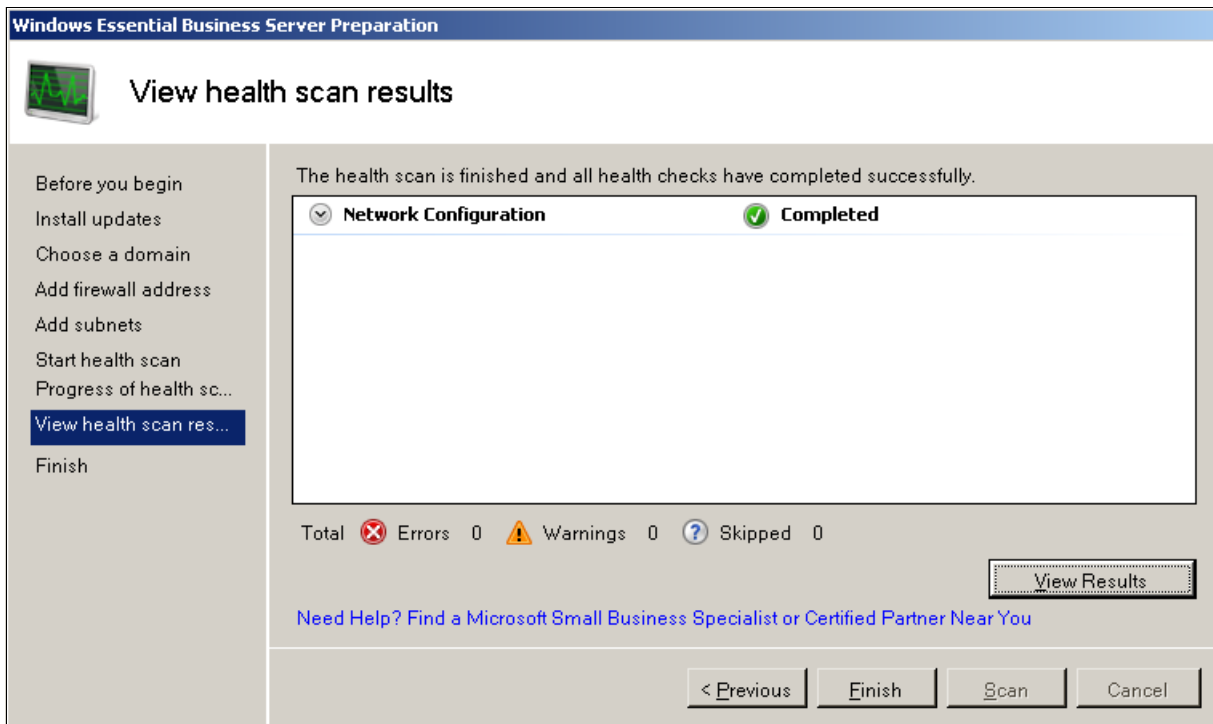 Windows Essential Business Server Preparation
View health scan results
Before you begin
Install updates
Choose a domain
Add firewall address
Add subnets
Start health scan
Progress of health sc...
View health scan res...
Finish
The health scan is finished and all health checks have completed successfully.
Network Configuration Completed
Total Errors 0 Warnings 0 Skipped 0
View Results
Need Help? Find a Microsoft Small Business Specialist or Certified Partner Near You
< Previous Finish Scan Cancel